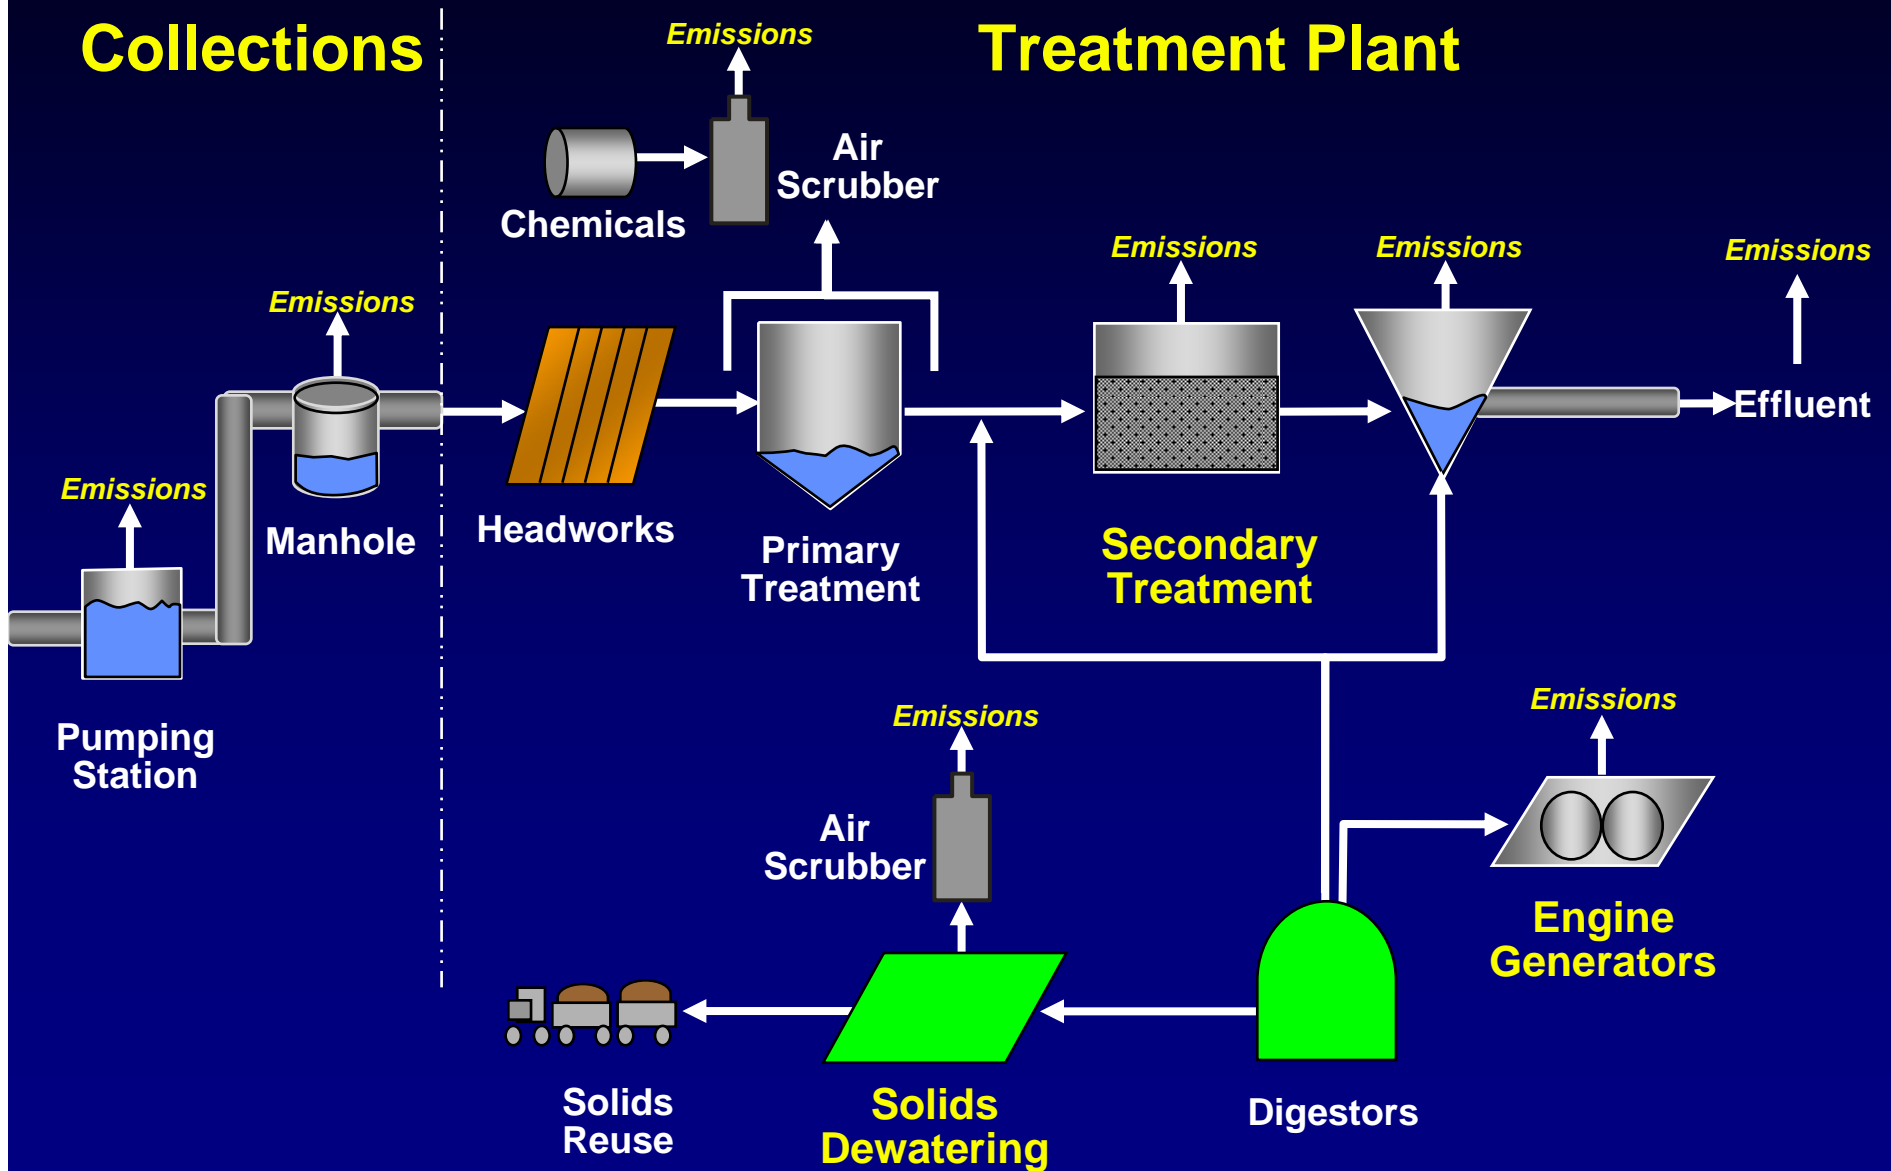 Collections
Treatment Plant
Emissions
Air
Scrubber
Chemicals
Emissions
Emissions
Emissions
Emissions
Effluent
Emissions
Manhole
Headworks
Primary
Treatment
Secondary
Treatment
Pumping
Station
Emissions
Emissions
Air
Scrubber
Engine
Generators
Solids
Reuse
Solids
Dewatering
Digestors